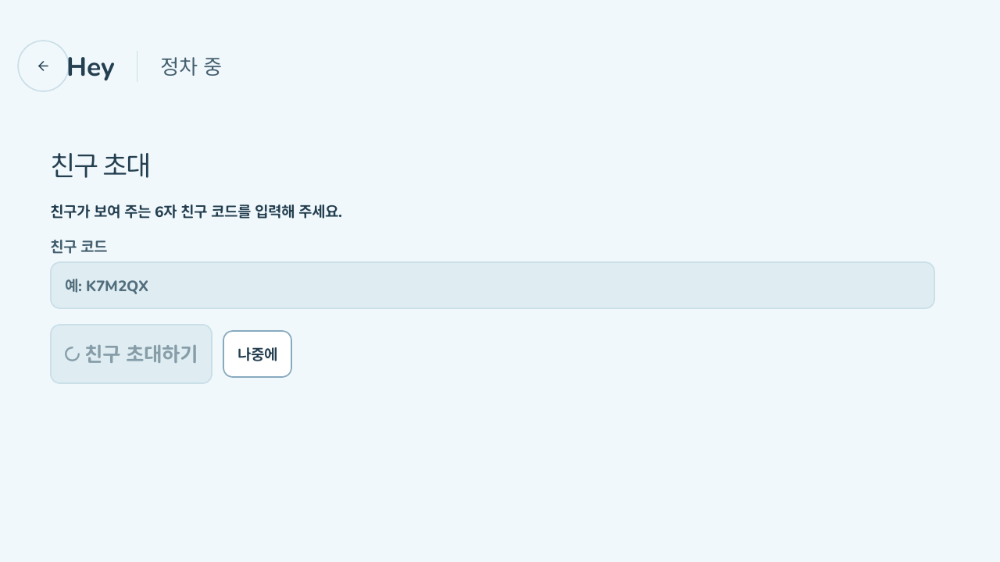 Hey
정차 중
친구 초대
친구가 보여 주는 6자 친구 코드를 입력해 주세요.
친구 코드
예: K7M2QX
친구 초대하기
나중에